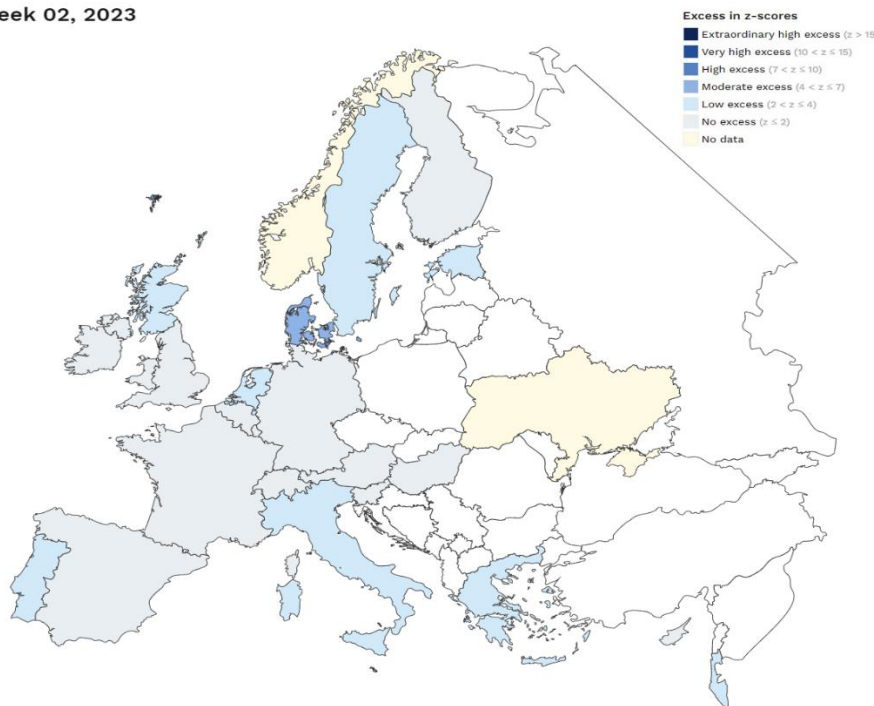 eek 02, 2023
Excess in z-scores
Extraordinary high excess (z > 15
Very high excess (10 < z ≤ 15)
High excess (7 < z ≤ 10)
Moderate excess (4 < z ≤ 7)
Low excess (2 < z ≤ 4)
No excess (z ≤ 2)
No data